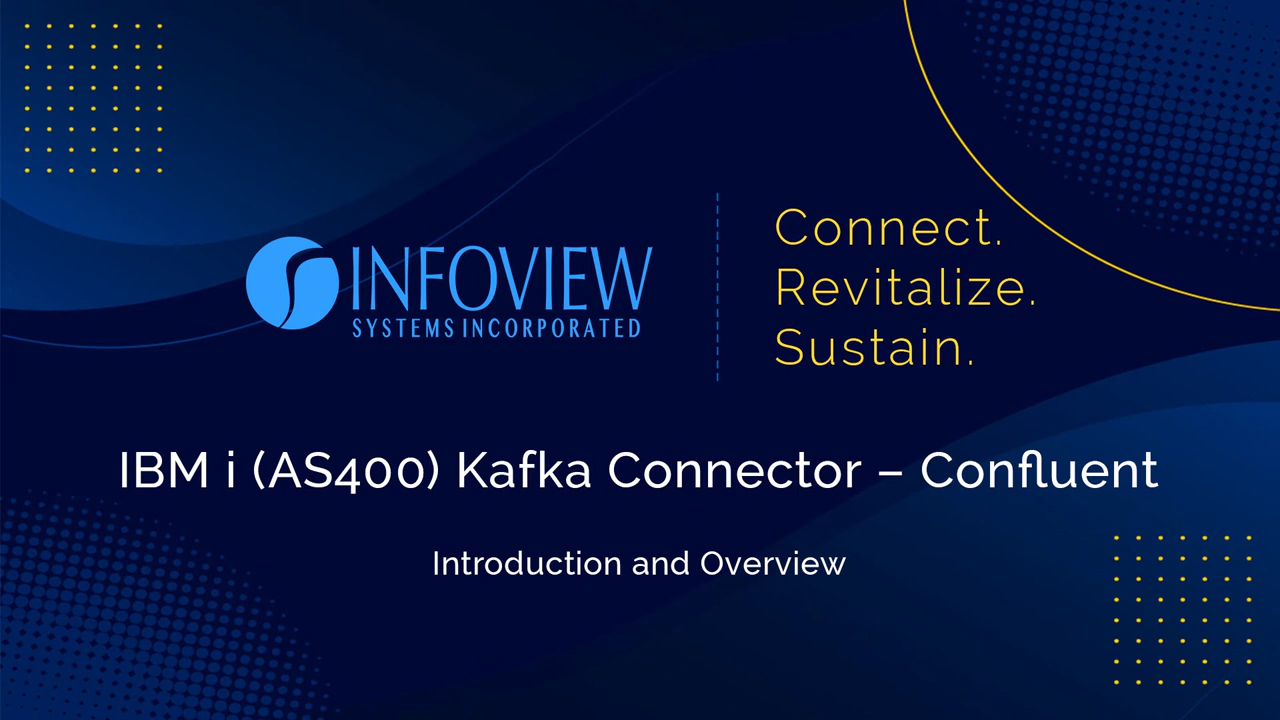 INFOVIEW
SYSTEMS INCORPORATED
Connect.
Revitalize.
Sustain.
IBM i (AS400) Kafka Connector – Confluent
Introduction and Overview